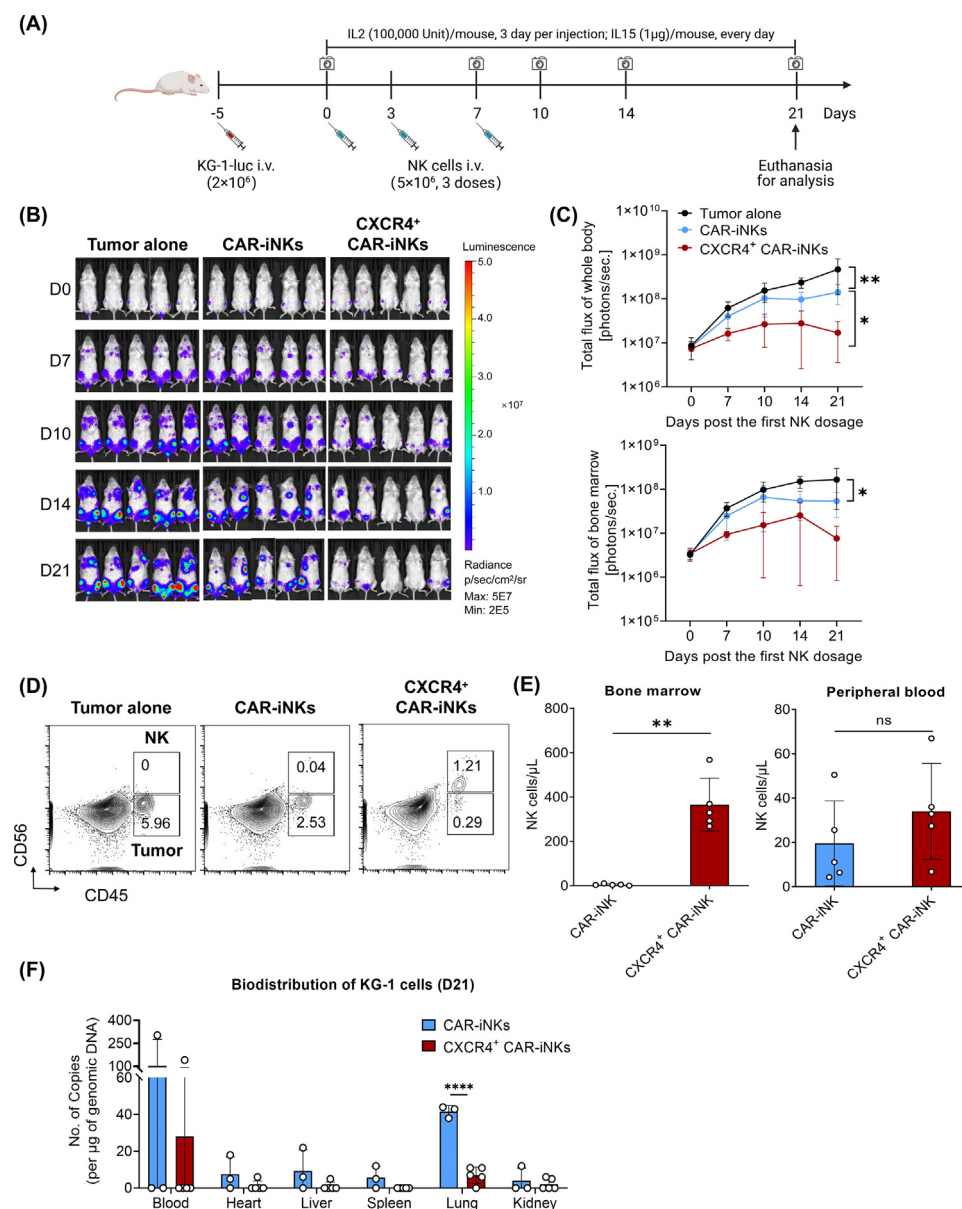 (A)
IL2 (100,000 Unit)/mouse, 3 day per injection; IL15 (1µg)/mouse, every day
-5 0 3 7 10 14 21 Days
KG-1-luc i.v.
(2×10⁶)
NK cells i.v.
(5×10⁶, 3 doses)
Euthanasia
for analysis
(B)
Tumor alone
CAR-iNKs
CXCR4⁺
CAR-iNKs
D0
D7
D10
D14
D21
Luminescence
5.0
4.0
3.0
×10⁷
2.0
1.0
Radiance
p/sec/cm²/sr
Max: 5E7
Min: 2E5
(C)
Tumor alone
CAR-iNKs
CXCR4⁺ CAR-iNKs
Total flux of whole body
[photons/sec.]
1×10¹⁰
1×10⁹
1×10⁸
1×10⁷
1×10⁶
**
*
0 7 10 14 21
Days post the first NK dosage
Total flux of bone marrow
[photons/sec.]
1×10⁹
1×10⁸
1×10⁷
1×10⁶
1×10⁵
*
0 7 10 14 21
Days post the first NK dosage
(D)
Tumor alone
CAR-iNKs
CXCR4⁺
CAR-iNKs
NK
0
5.96
Tumor
0.04
2.53
1.21
0.29
CD56
CD45
(E)
Bone marrow
NK cells/µL
800
600
400
200
0
**
CAR-iNK
CXCR4⁺ CAR-iNK
Peripheral blood
NK cells/µL
80
60
40
20
0
ns
CAR-iNK
CXCR4⁺ CAR-iNK
(F)
Biodistribution of KG-1 cells (D21)
CAR-iNKs
CXCR4⁺ CAR-iNKs
No. of Copies
(per µg of genomic DNA)
400
300
200
100
60
40
20
0
****
Blood Heart Liver Spleen Lung Kidney